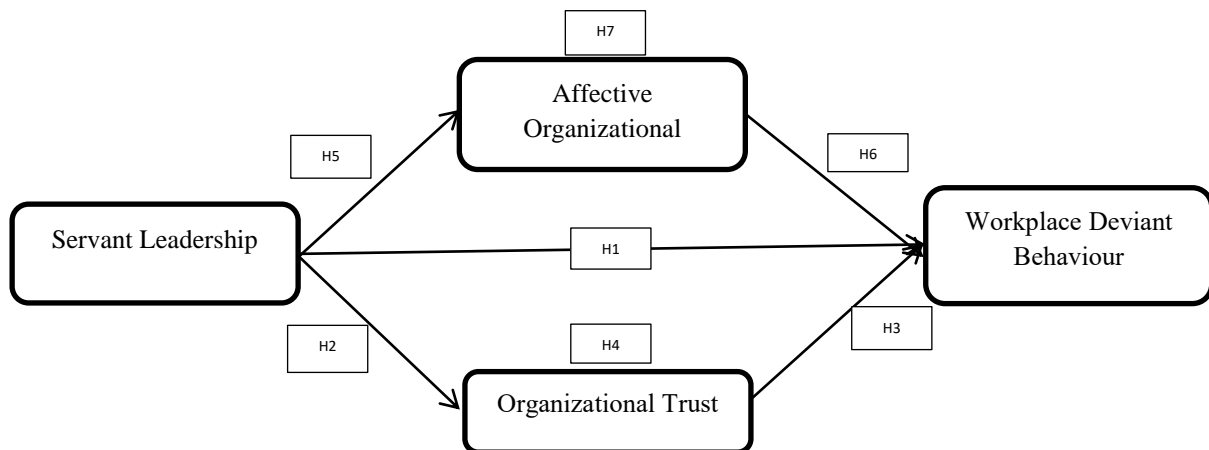 H7
Affective
Organizational
H5
H6
Servant Leadership
H1
Workplace Deviant
Behaviour
H2
H4
H3
Organizational Trust